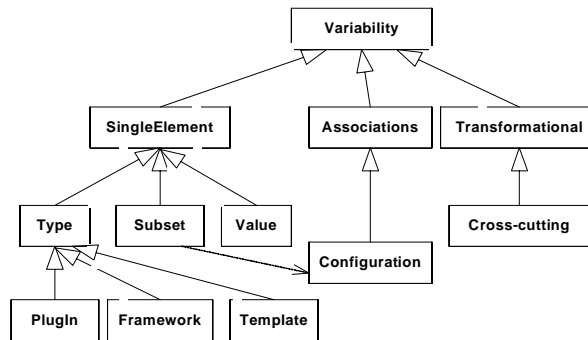 Variability
SingleElement
Associations
Transformational
Type
Subset
Value
Cross-cutting
Configuration
PlugIn
Framework
Template